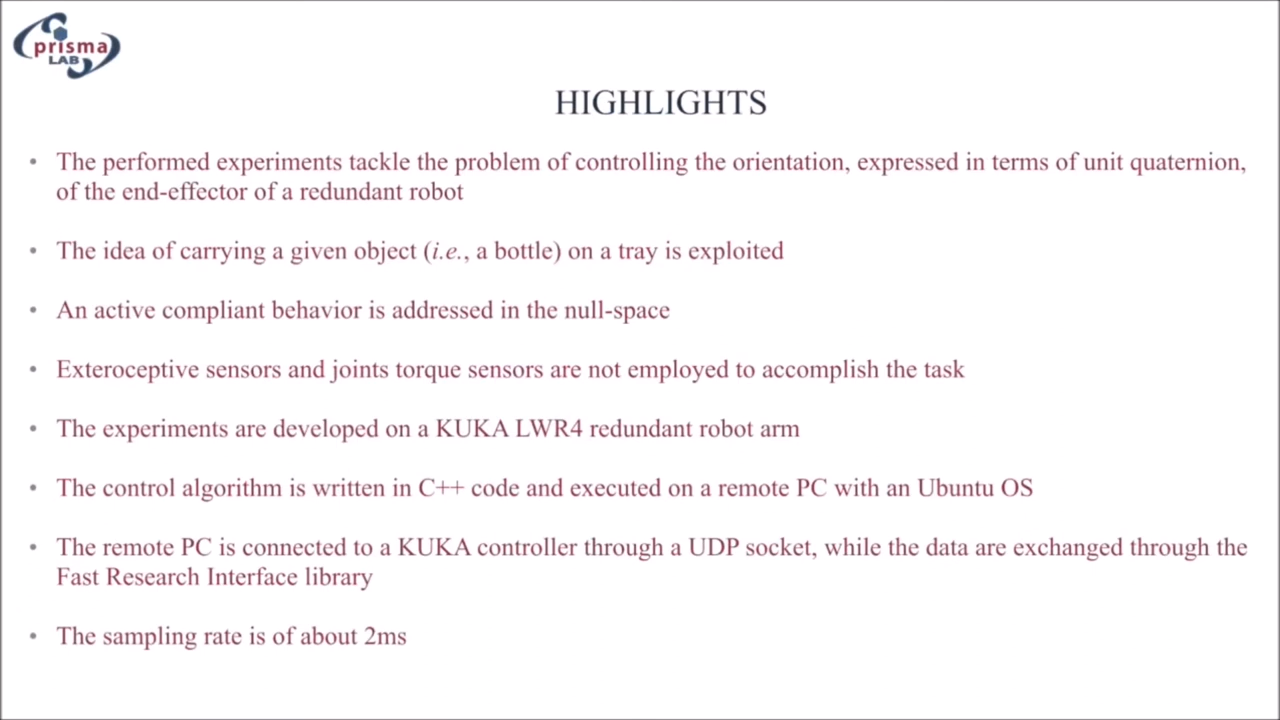 prisma
LAB
HIGHLIGHTS
• The performed experiments tackle the problem of controlling the orientation, expressed in terms of unit quaternion,
of the end-effector of a redundant robot
• The idea of carrying a given object (i.e., a bottle) on a tray is exploited
• An active compliant behavior is addressed in the null-space
• Exteroceptive sensors and joints torque sensors are not employed to accomplish the task
• The experiments are developed on a KUKA LWR4 redundant robot arm
• The control algorithm is written in C++ code and executed on a remote PC with an Ubuntu OS
• The remote PC is connected to a KUKA controller through a UDP socket, while the data are exchanged through the
Fast Research Interface library
• The sampling rate is of about 2ms